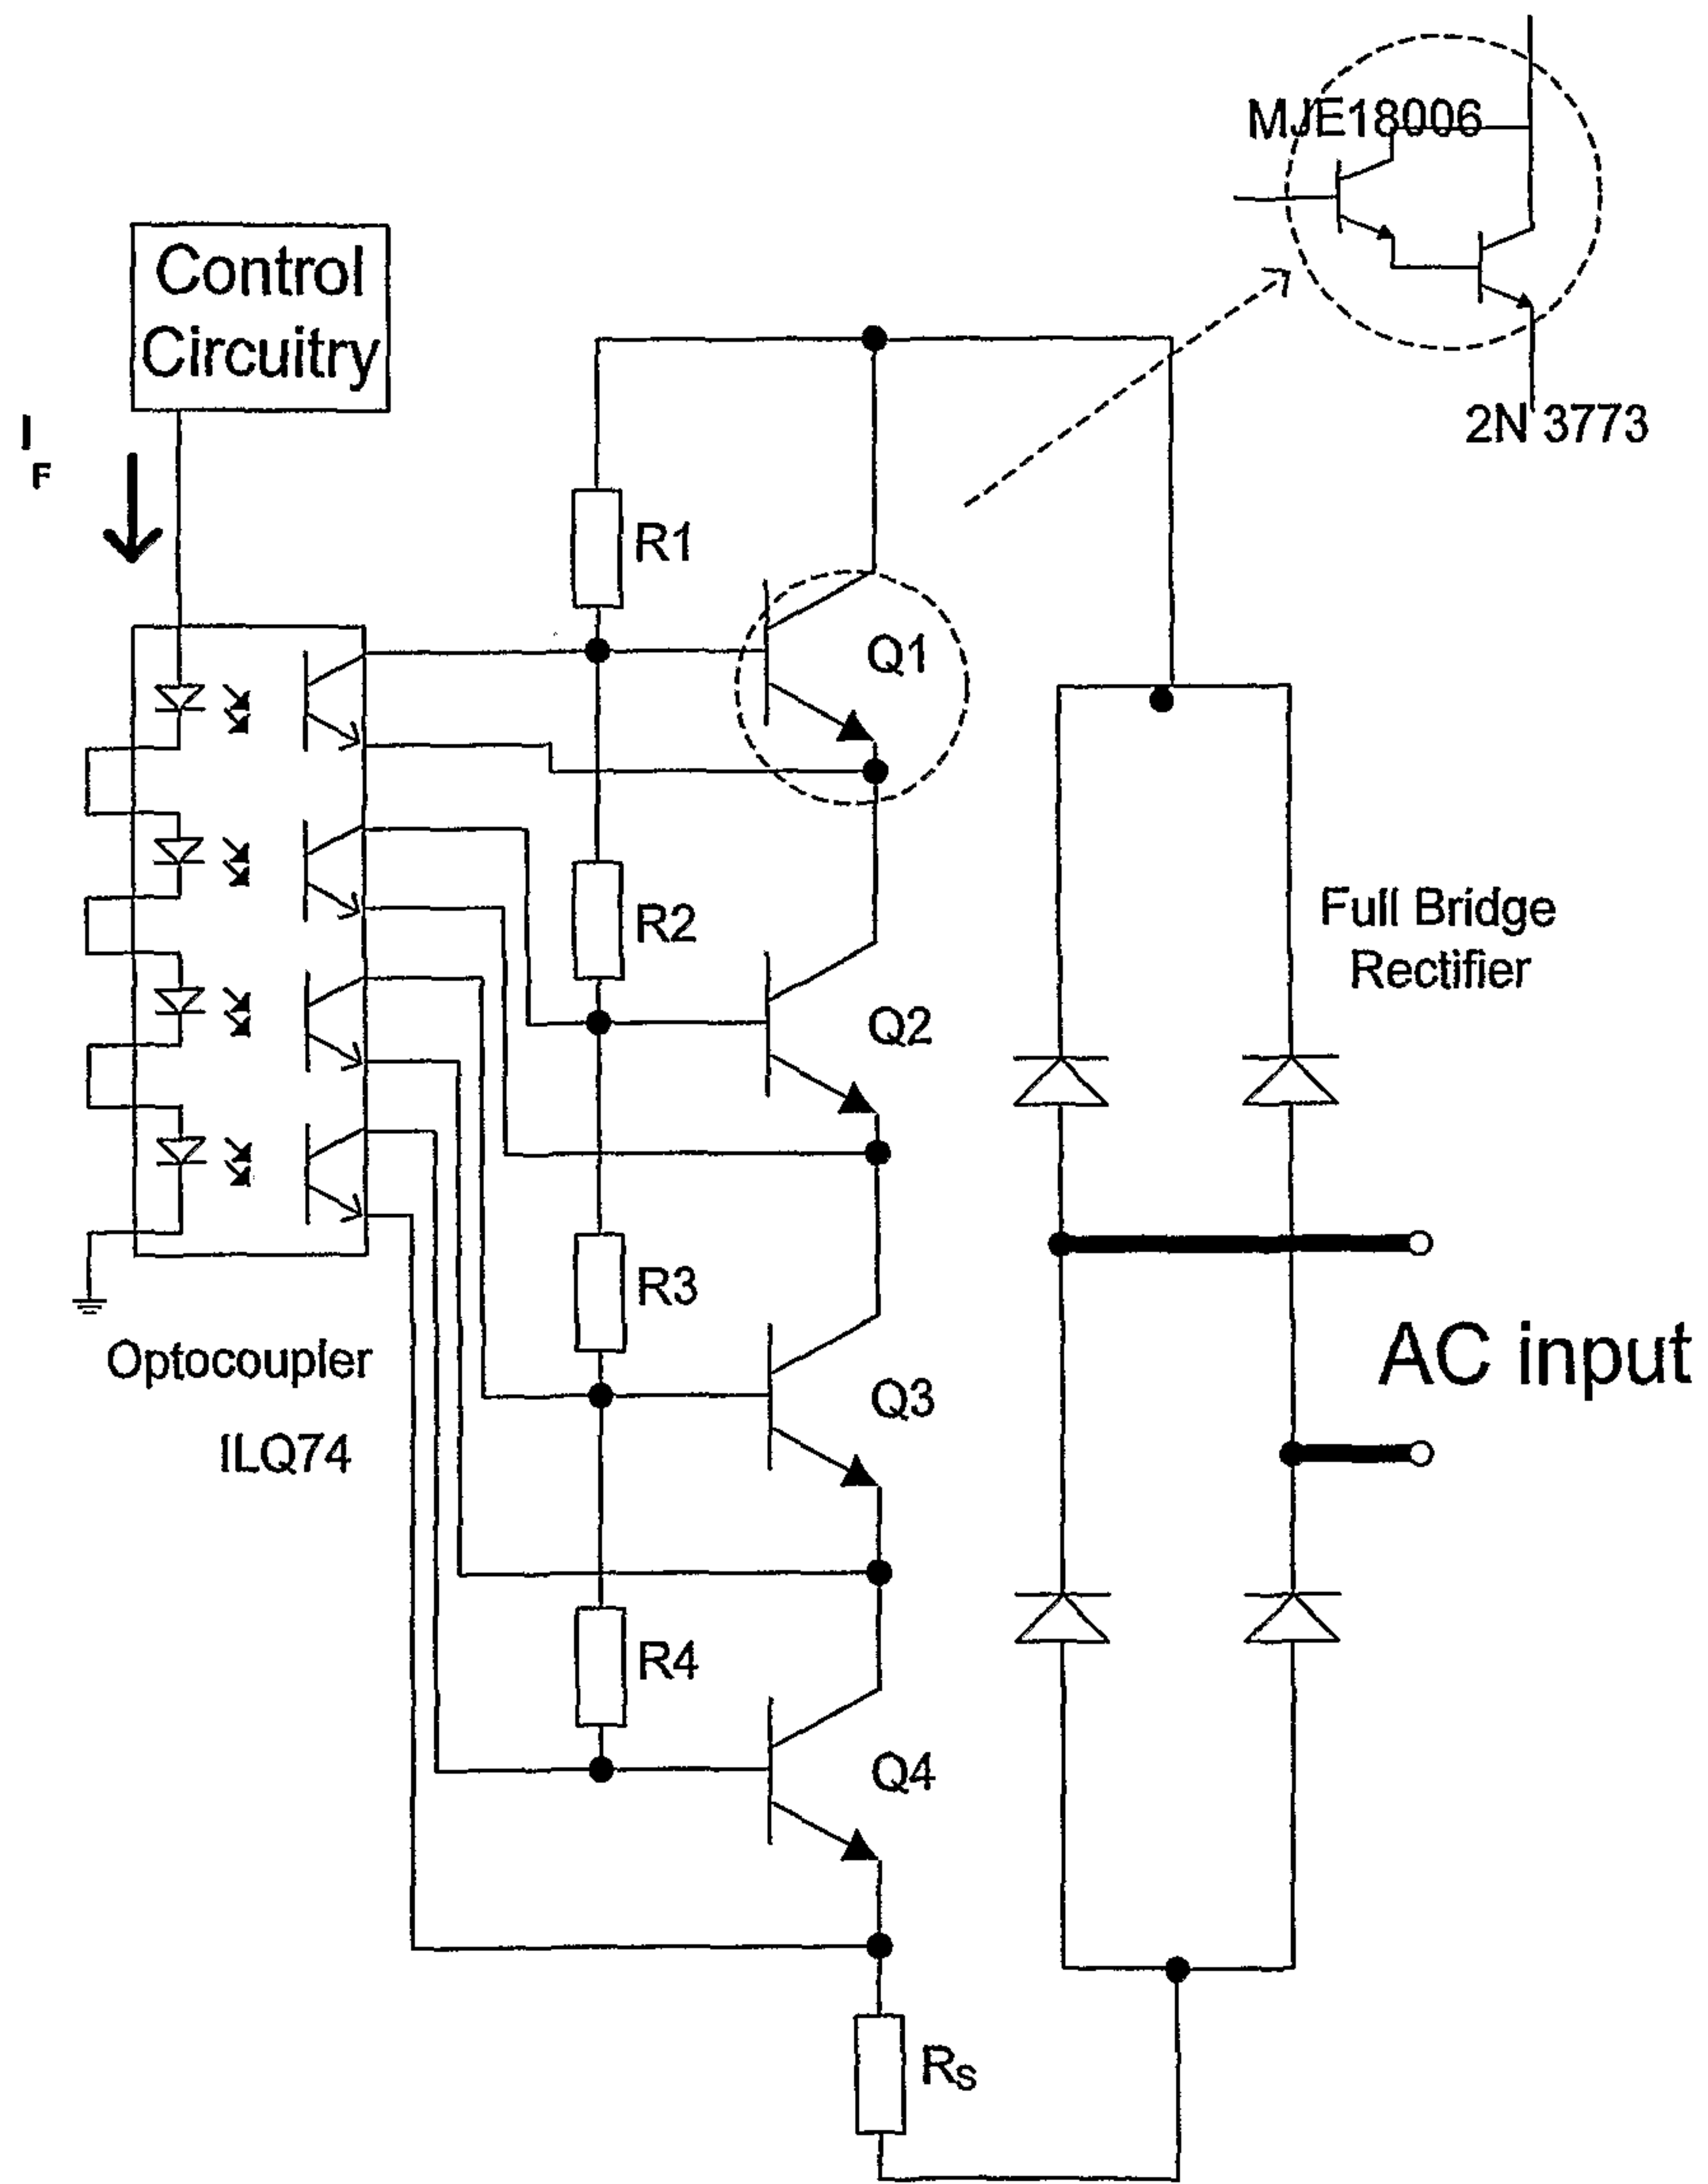 MJE18006
2N 3773
Control
Circuitry
I
F
R1
Q1
R2
Q2
Full Bridge
Rectifier
R3
Q3
Optocoupler
ILQ74
AC input
R4
Q4
Rs